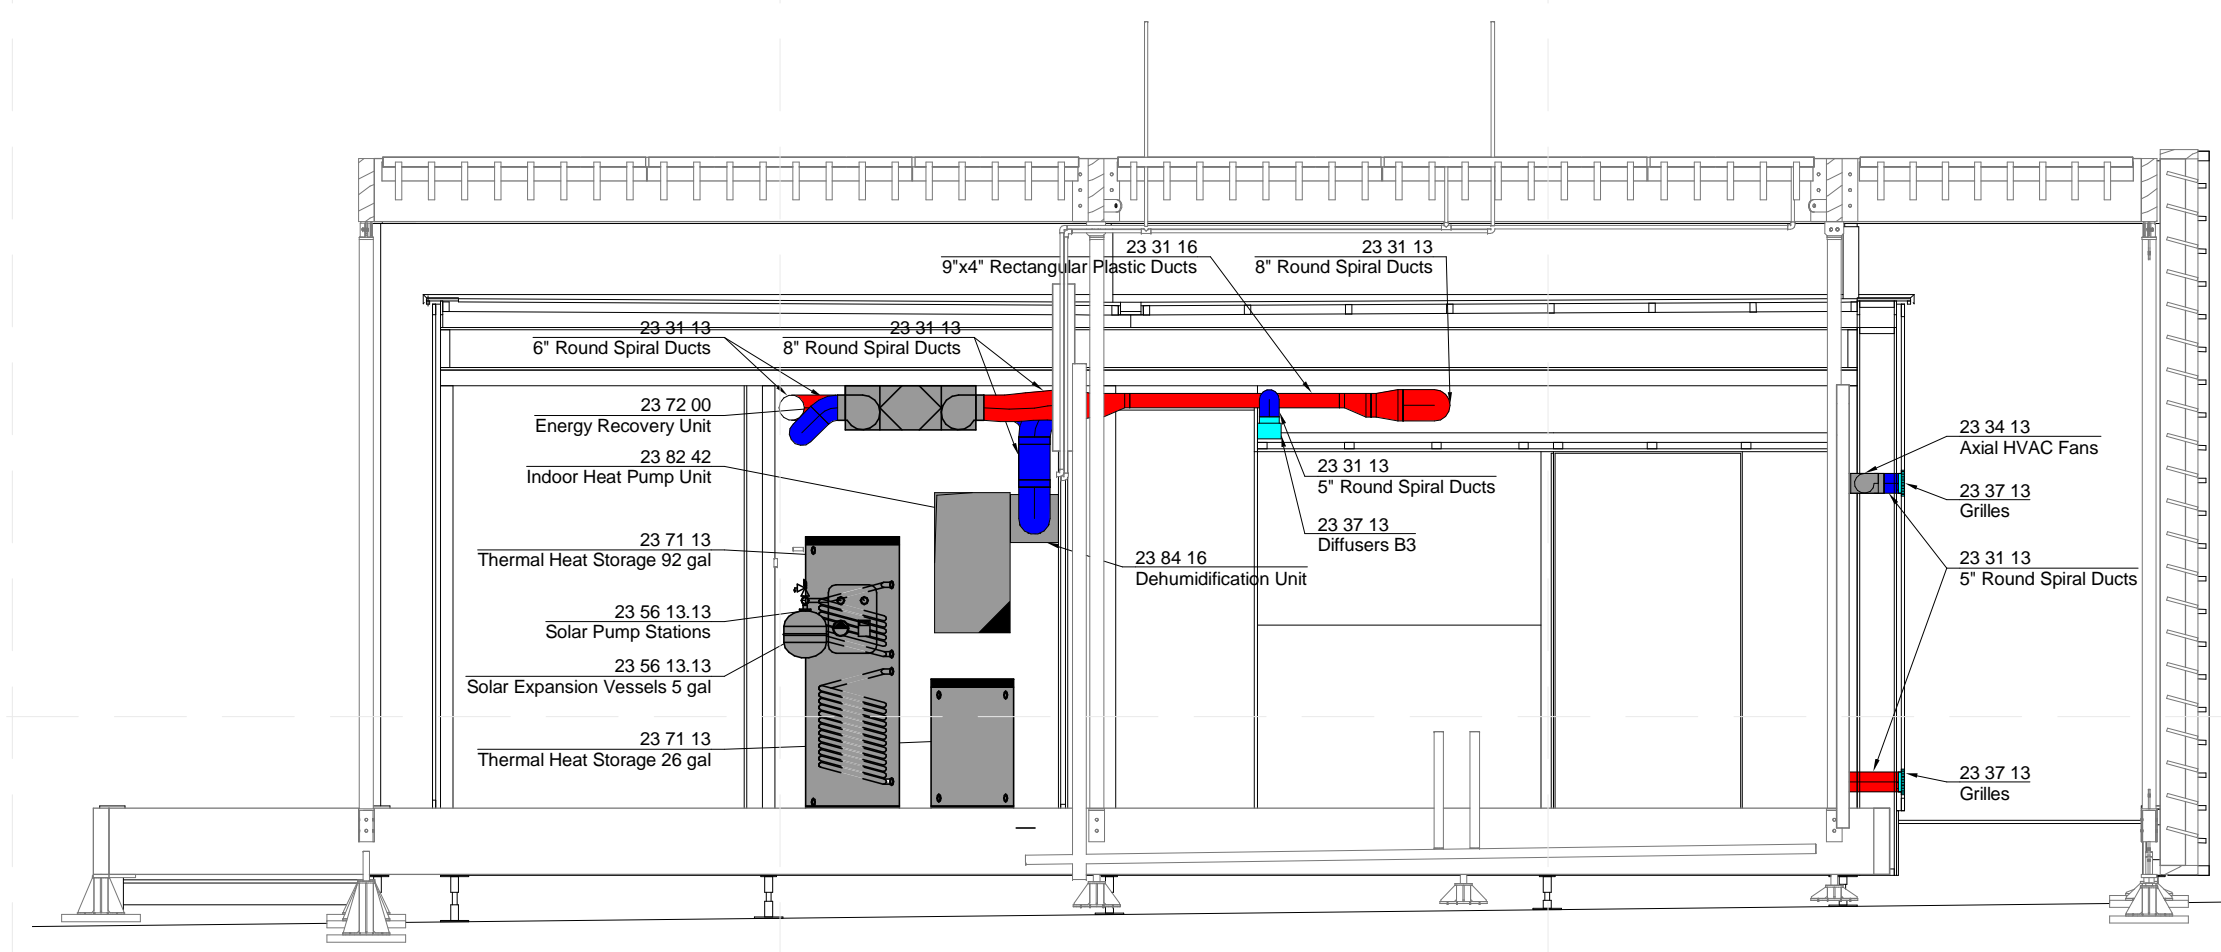 23 31 16
9"x4" Rectangular Plastic Ducts
23 31 13
8" Round Spiral Ducts
23 31 13
6" Round Spiral Ducts
23 31 13
8" Round Spiral Ducts
23 72 00
Energy Recovery Unit
23 82 42
Indoor Heat Pump Unit
23 71 13
Thermal Heat Storage 92 gal
23 56 13.13
Solar Pump Stations
23 56 13.13
Solar Expansion Vessels 5 gal
23 71 13
Thermal Heat Storage 26 gal
23 84 16
Dehumidification Unit
23 31 13
5" Round Spiral Ducts
23 37 13
Diffusers B3
23 34 13
Axial HVAC Fans
23 37 13
Grilles
23 31 13
5" Round Spiral Ducts
23 37 13
Grilles